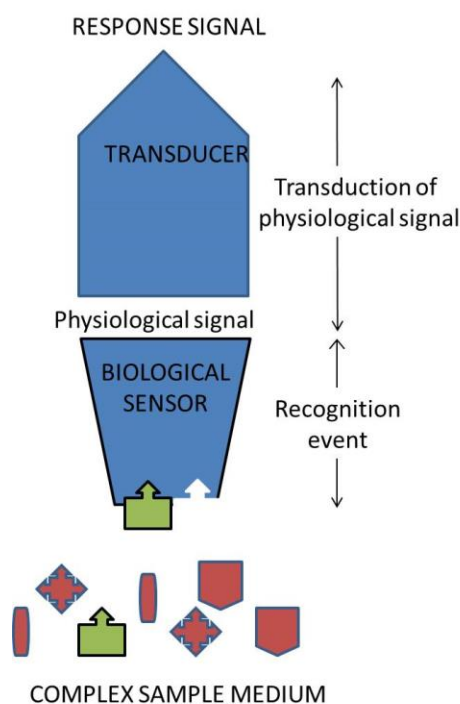 RESPONSE SIGNAL
TRANSDUCER
Transduction of
physiological signal
Physiological signal
BIOLOGICAL
SENSOR
Recognition
event
COMPLEX SAMPLE MEDIUM